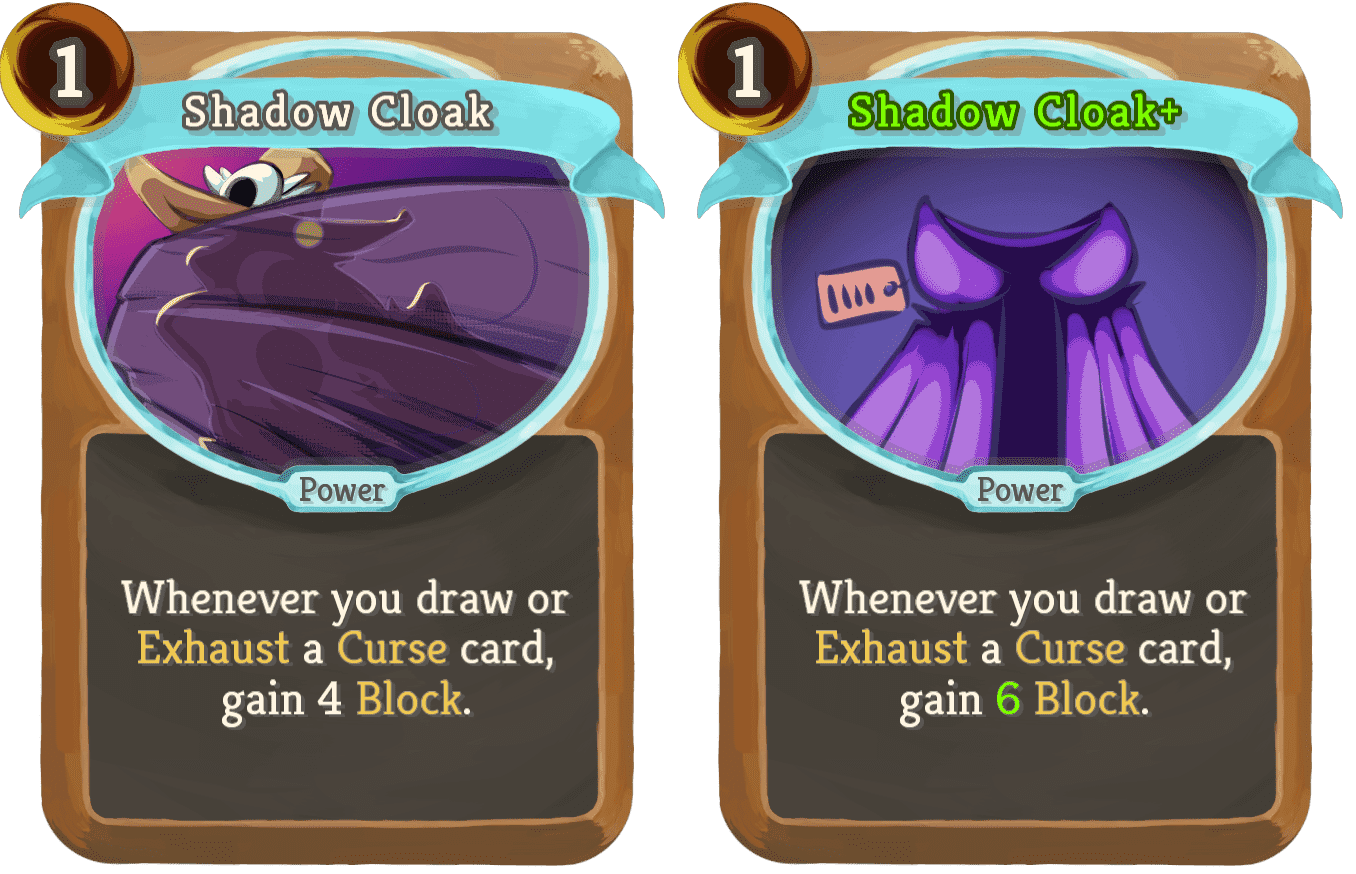 1
Shadow Cloak
Power
Whenever you draw or
Exhaust a Curse card,
gain 4 Block.
1
Shadow Cloak+
Power
Whenever you draw or
Exhaust a Curse card,
gain 6 Block.